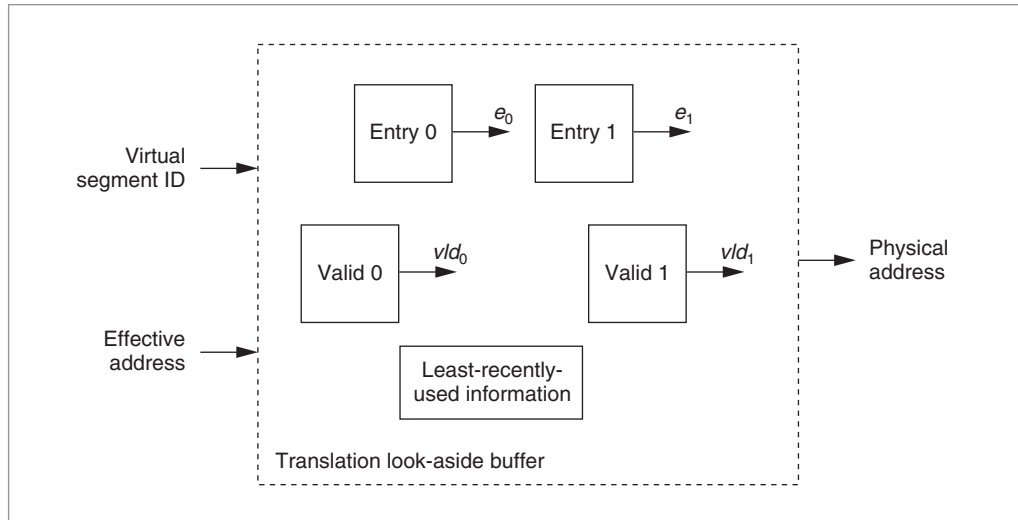 Entry 0
e0
Entry 1
e1
Virtual
segment ID
Valid 0
vld0
Valid 1
vld1
Physical
address
Effective
address
Least-recently-
used information
Translation look-aside buffer